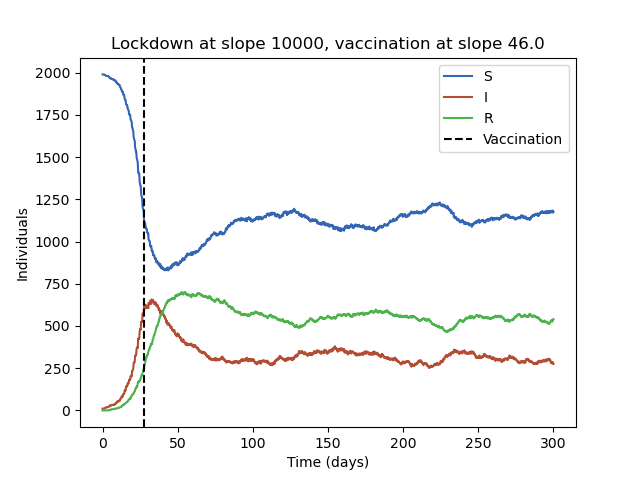 Lockdown at slope 10000, vaccination at slope 46.0
S
I
R
Vaccination
2000
1750
1500
1250
1000
750
500
250
0
Individuals
0 50 100 150 200 250 300
Time (days)